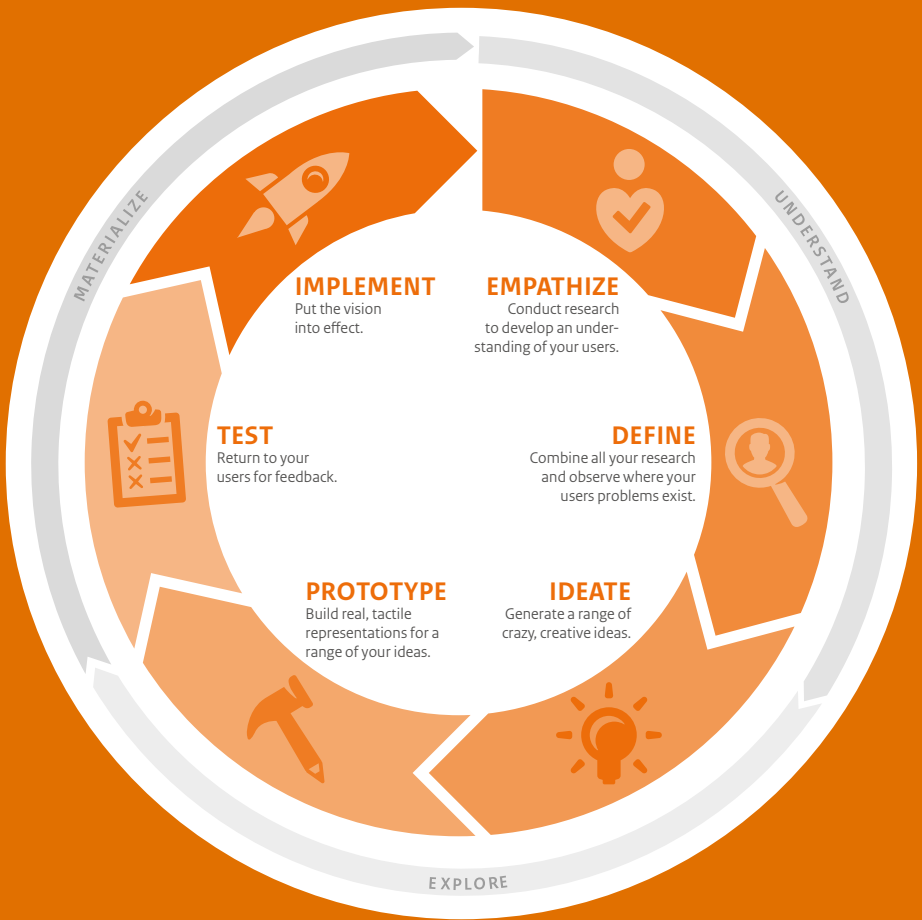 MATERIALIZE
UNDERSTAND
IMPLEMENT
Put the vision
into effect.
EMPATHIZE
Conduct research
to develop an under-
standing of your users.
TEST
Return to your
users for feedback.
DEFINE
Combine all your research
and observe where your
users problems exist.
PROTOTYPE
Build real, tactile
representations for a
range of your ideas.
IDEATE
Generate a range of
crazy, creative ideas.
EXPLORE